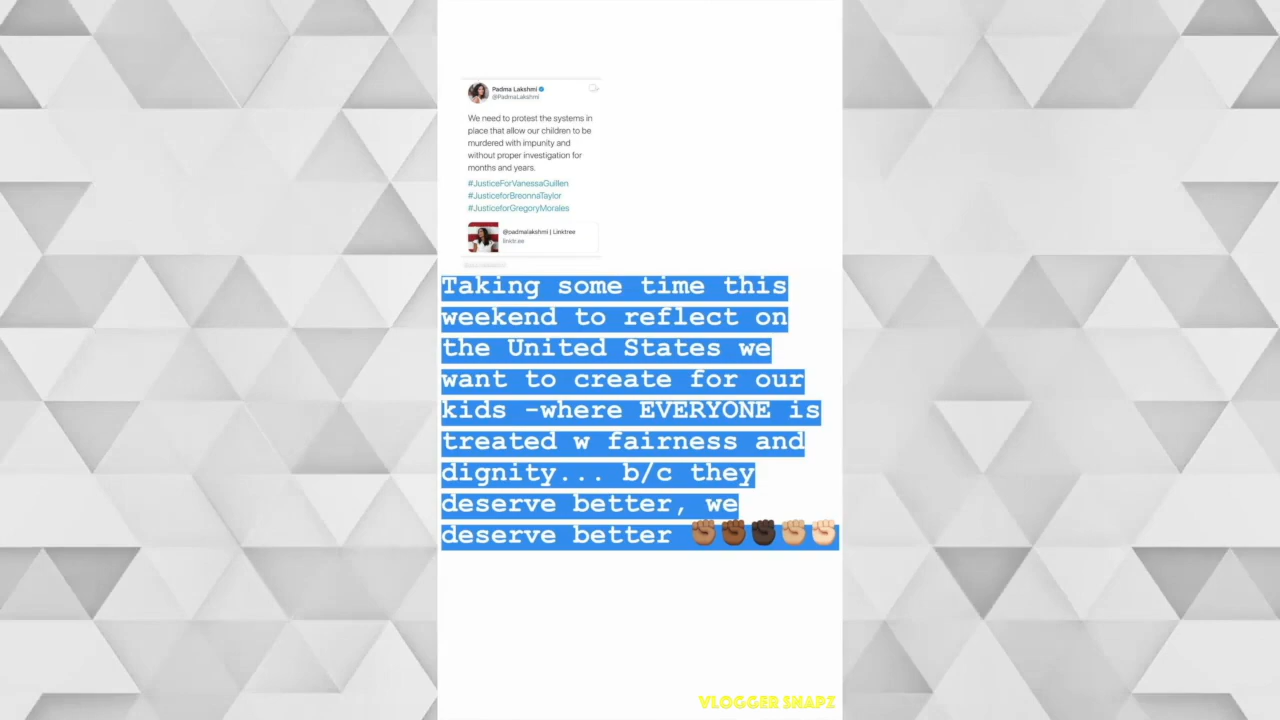 Padma Lakshmi
@PadmaLakshmi
We need to protest the systems in
place that allow our children to be
murdered with impunity and
without proper investigation for
months and years.
#JusticeForVanessaGuillen
#JusticeforBreonnaTaylor
#JusticeforGregoryMorales
@padmalakshmi | Linktree
linktr.ee
Taking some time this
weekend to reflect on
the United States we
want to create for our
kids -where EVERYONE is
treated w fairness and
dignity... b/c they
deserve better, we
deserve better ✊🏾✊🏾✊🏿✊🏼✊🏻
VLOGGER SNAPZ